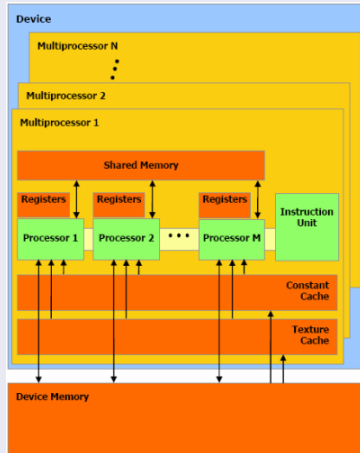 Device
Multiprocessor N
Multiprocessor 2
Multiprocessor 1
Shared Memory
Registers
Registers
Registers
Processor 1
Processor 2
Processor M
Instruction
Unit
Constant
Cache
Texture
Cache
Device Memory